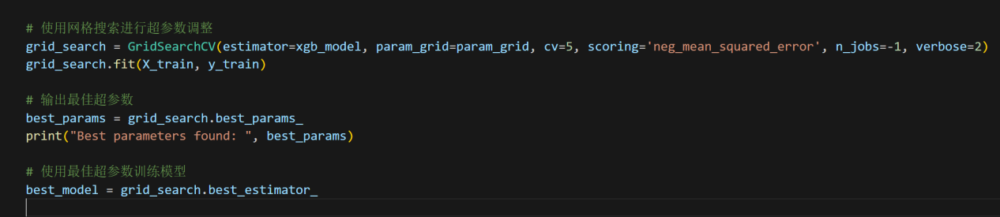 # 使用网格搜索进行超参数调整
grid_search = GridSearchCV(estimator=xgb_model, param_grid=param_grid, cv=5, scoring='neg_mean_squared_error', n_jobs=-1, verbose=2)
grid_search.fit(X_train, y_train)
# 输出最佳超参数
best_params = grid_search.best_params_
print("Best parameters found: ", best_params)
# 使用最佳超参数训练模型
best_model = grid_search.best_estimator_